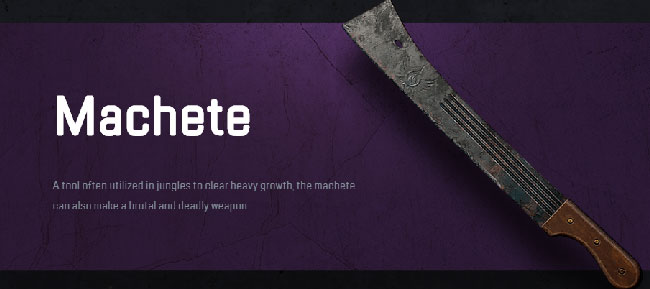 Machete
A tool often utilized in jungles to clear heavy growth, the machete
can also make a brutal and deadly weapon.